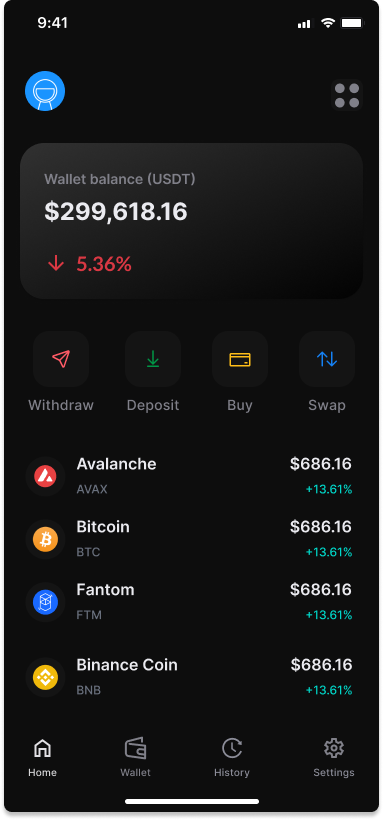 9:41
Wallet balance (USDT)
$299,618.16
5.36%
Withdraw Deposit Buy Swap
Avalanche $686.16
AVAX +13.61%
Bitcoin $686.16
BTC +13.61%
Fantom $686.16
FTM +13.61%
Binance Coin $686.16
BNB +13.61%
Home Wallet History Settings